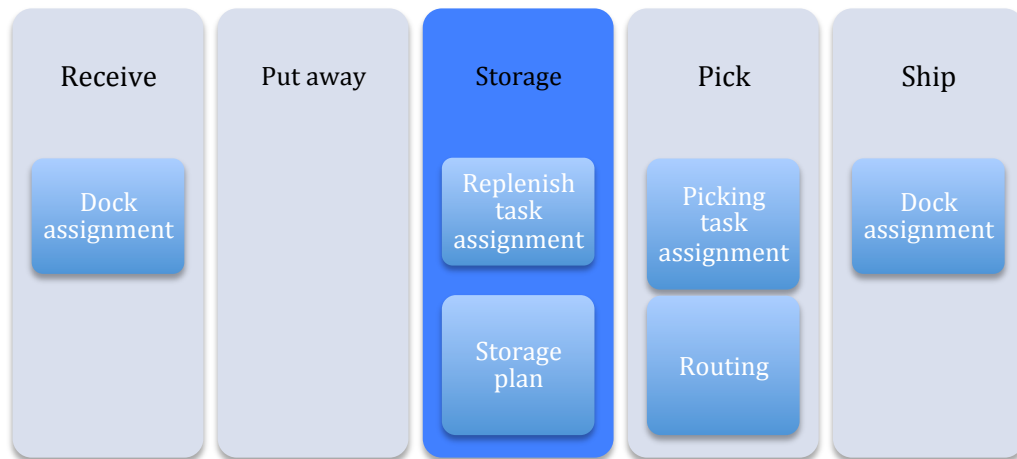 Receive
Put away
Storage
Pick
Ship
Dock
assignment
Replenish
task
assignment
Picking
task
assignment
Dock
assignment
Storage
plan
Routing